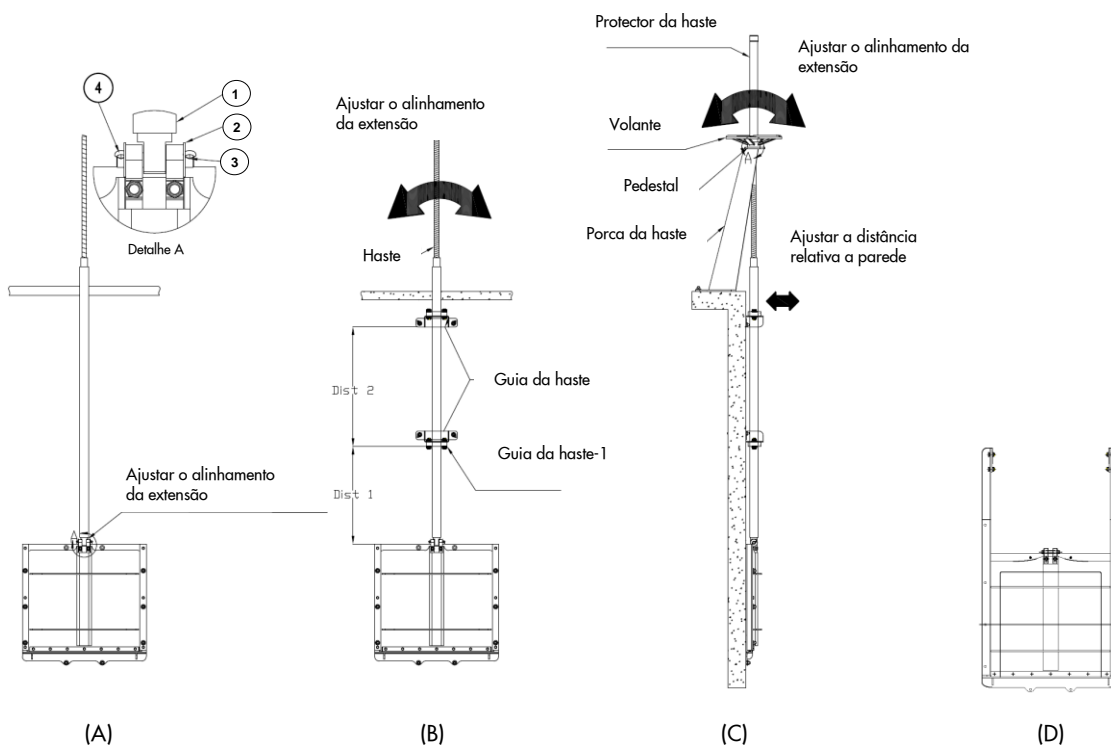 Protector da haste
Ajustar o alinhamento da
extensão
4
1
2
3
Detalhe A
Ajustar o alinhamento
da extensão
Volante
A
Pedestal
Porca da haste
Haste
Ajustar a distância
relativa a parede
Dist 2
Guia da haste
Guia da haste-1
Dist 1
Ajustar o alinhamento
da extensão
A
(A)
(B)
(C)
(D)